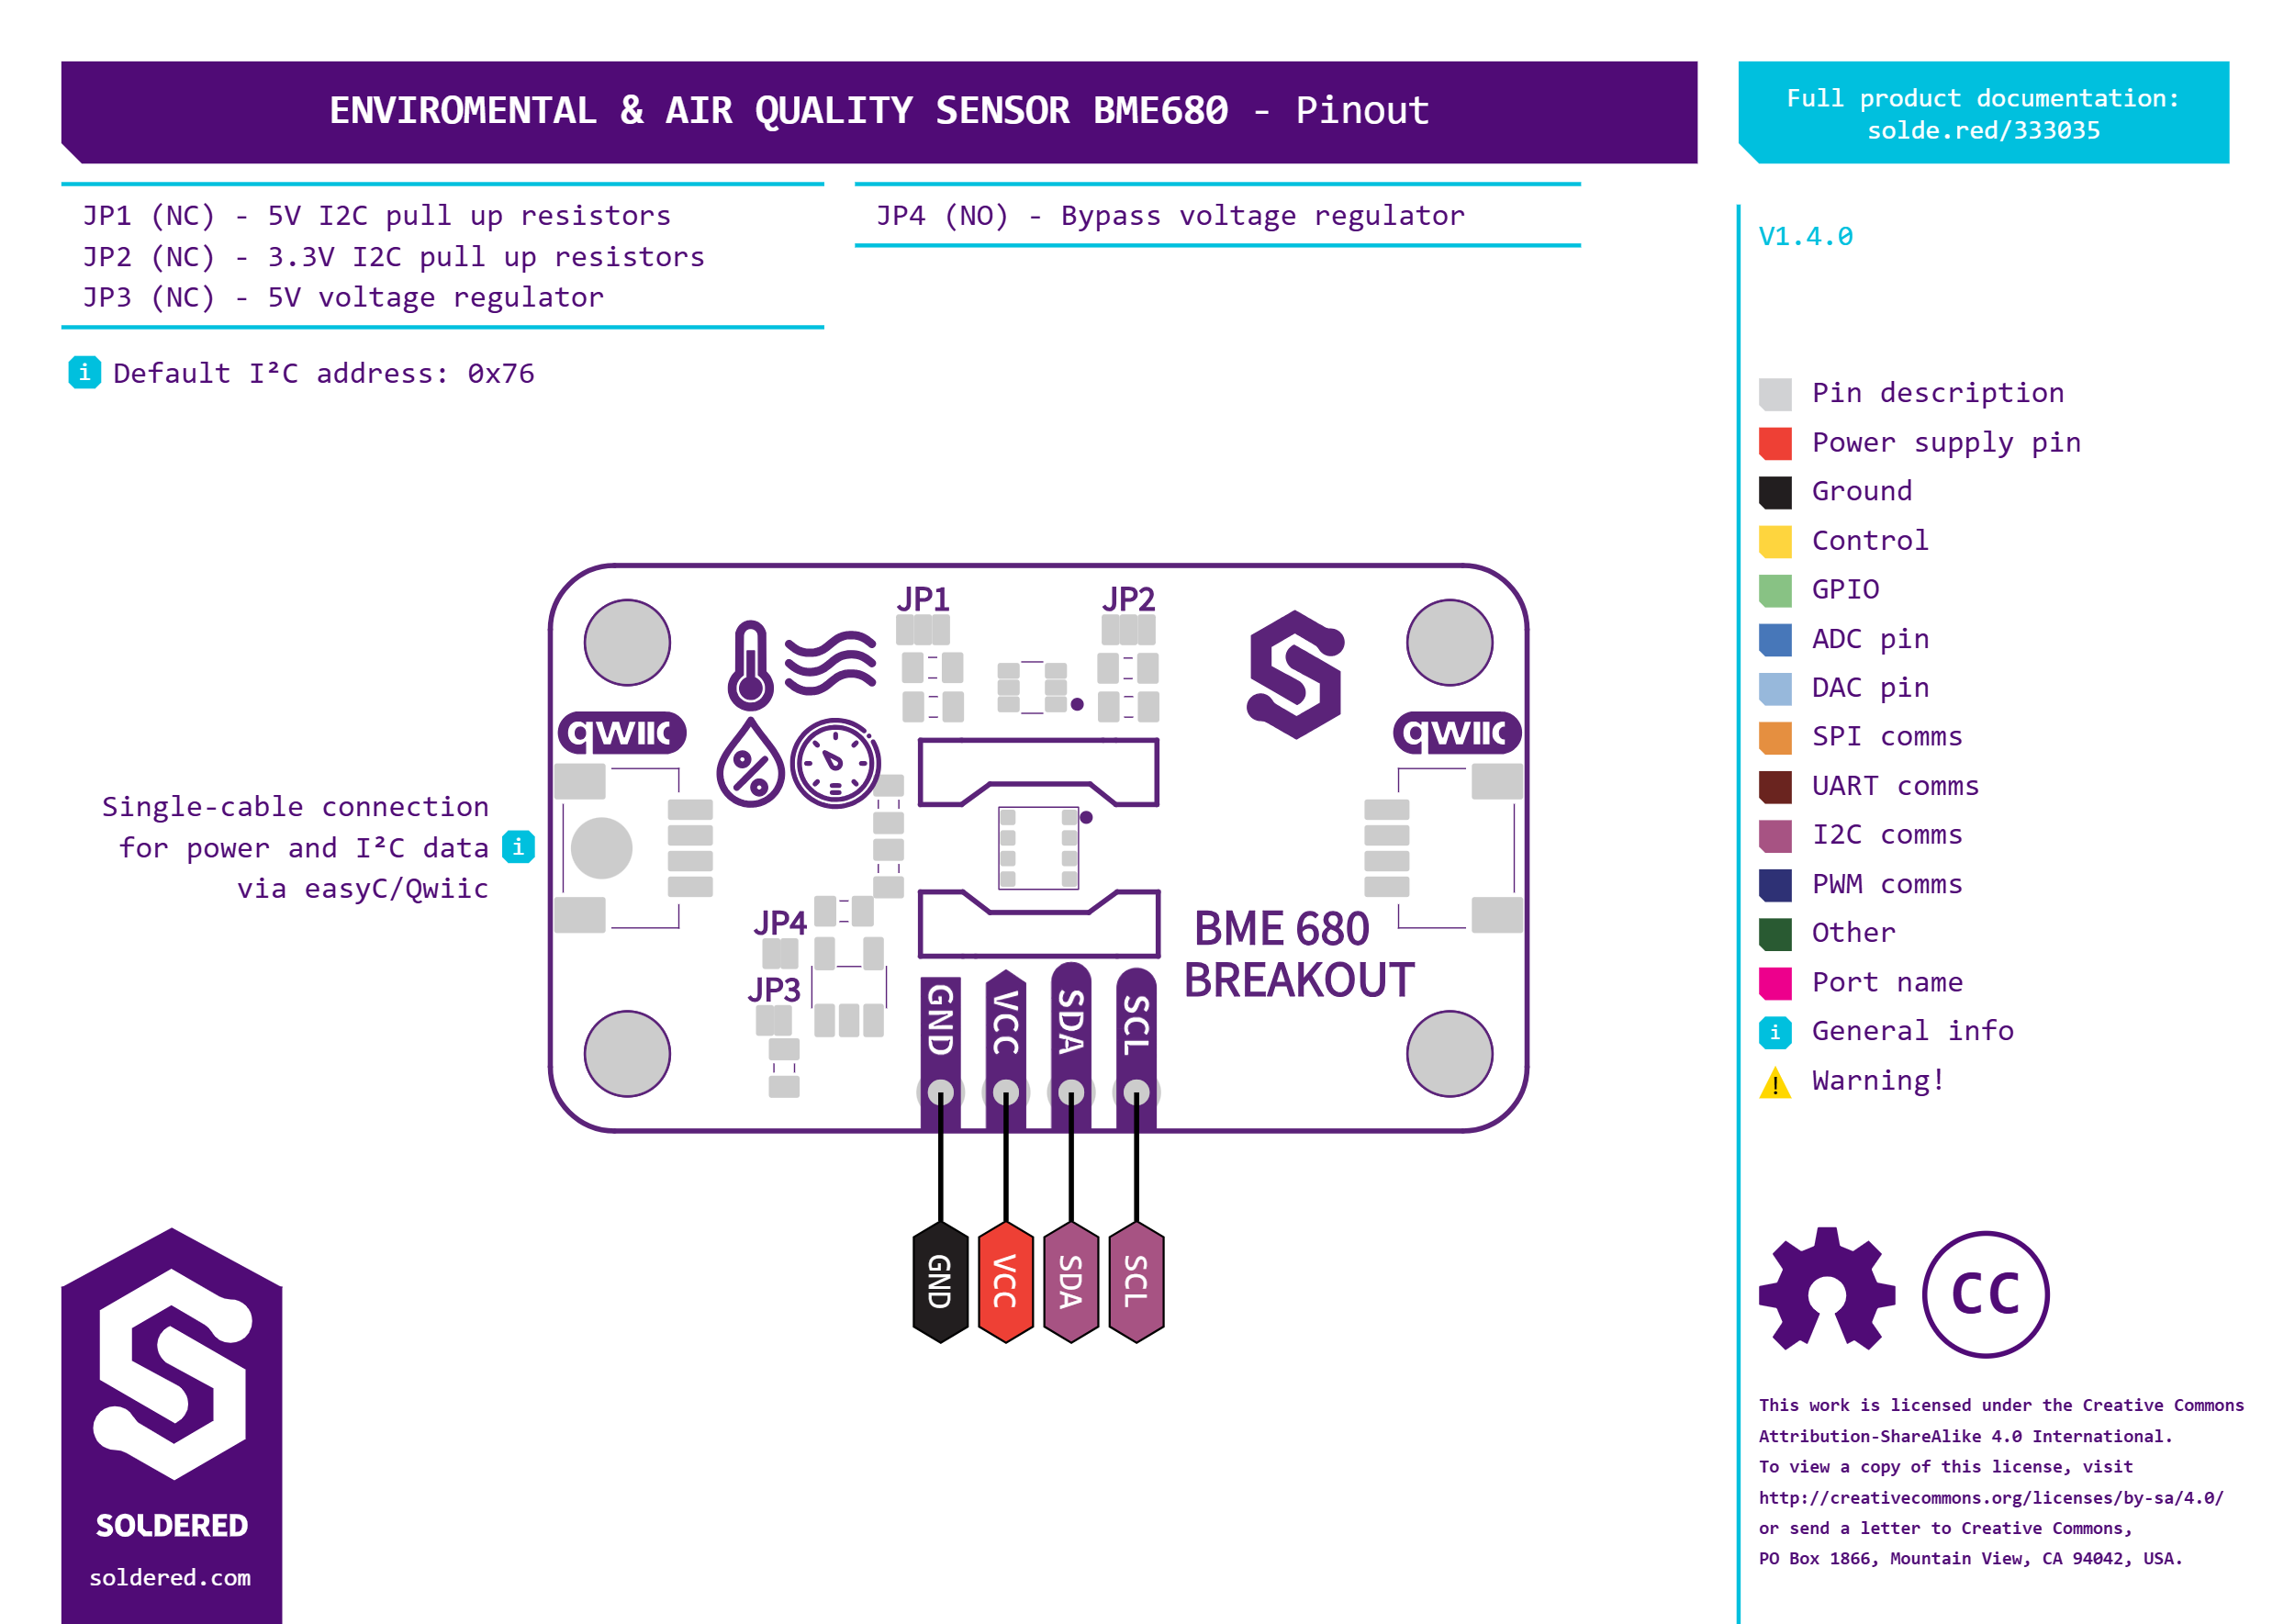 ENVIROMENTAL & AIR QUALITY SENSOR BME680 - Pinout
Full product documentation:
solde.red/333035
JP1 (NC) - 5V I2C pull up resistors
JP2 (NC) - 3.3V I2C pull up resistors
JP3 (NC) - 5V voltage regulator
JP4 (NO) - Bypass voltage regulator
V1.4.0
i Default I²C address: 0x76
Pin description
Power supply pin
Ground
Control
GPIO
ADC pin
DAC pin
SPI comms
UART comms
I2C comms
PWM comms
Other
Port name
i General info
! Warning!
JP1
JP2
qwiic
qwiic
Single-cable connection
for power and I²C data
via easyC/Qwiic
i
JP4
JP3
BME 680
BREAKOUT
GND
VCC
SDA
SCL
GND
VCC
SDA
SCL
SOLDERED
soldered.com
CC
This work is licensed under the Creative Commons
Attribution-ShareAlike 4.0 International.
To view a copy of this license, visit
http://creativecommons.org/licenses/by-sa/4.0/
or send a letter to Creative Commons,
PO Box 1866, Mountain View, CA 94042, USA.